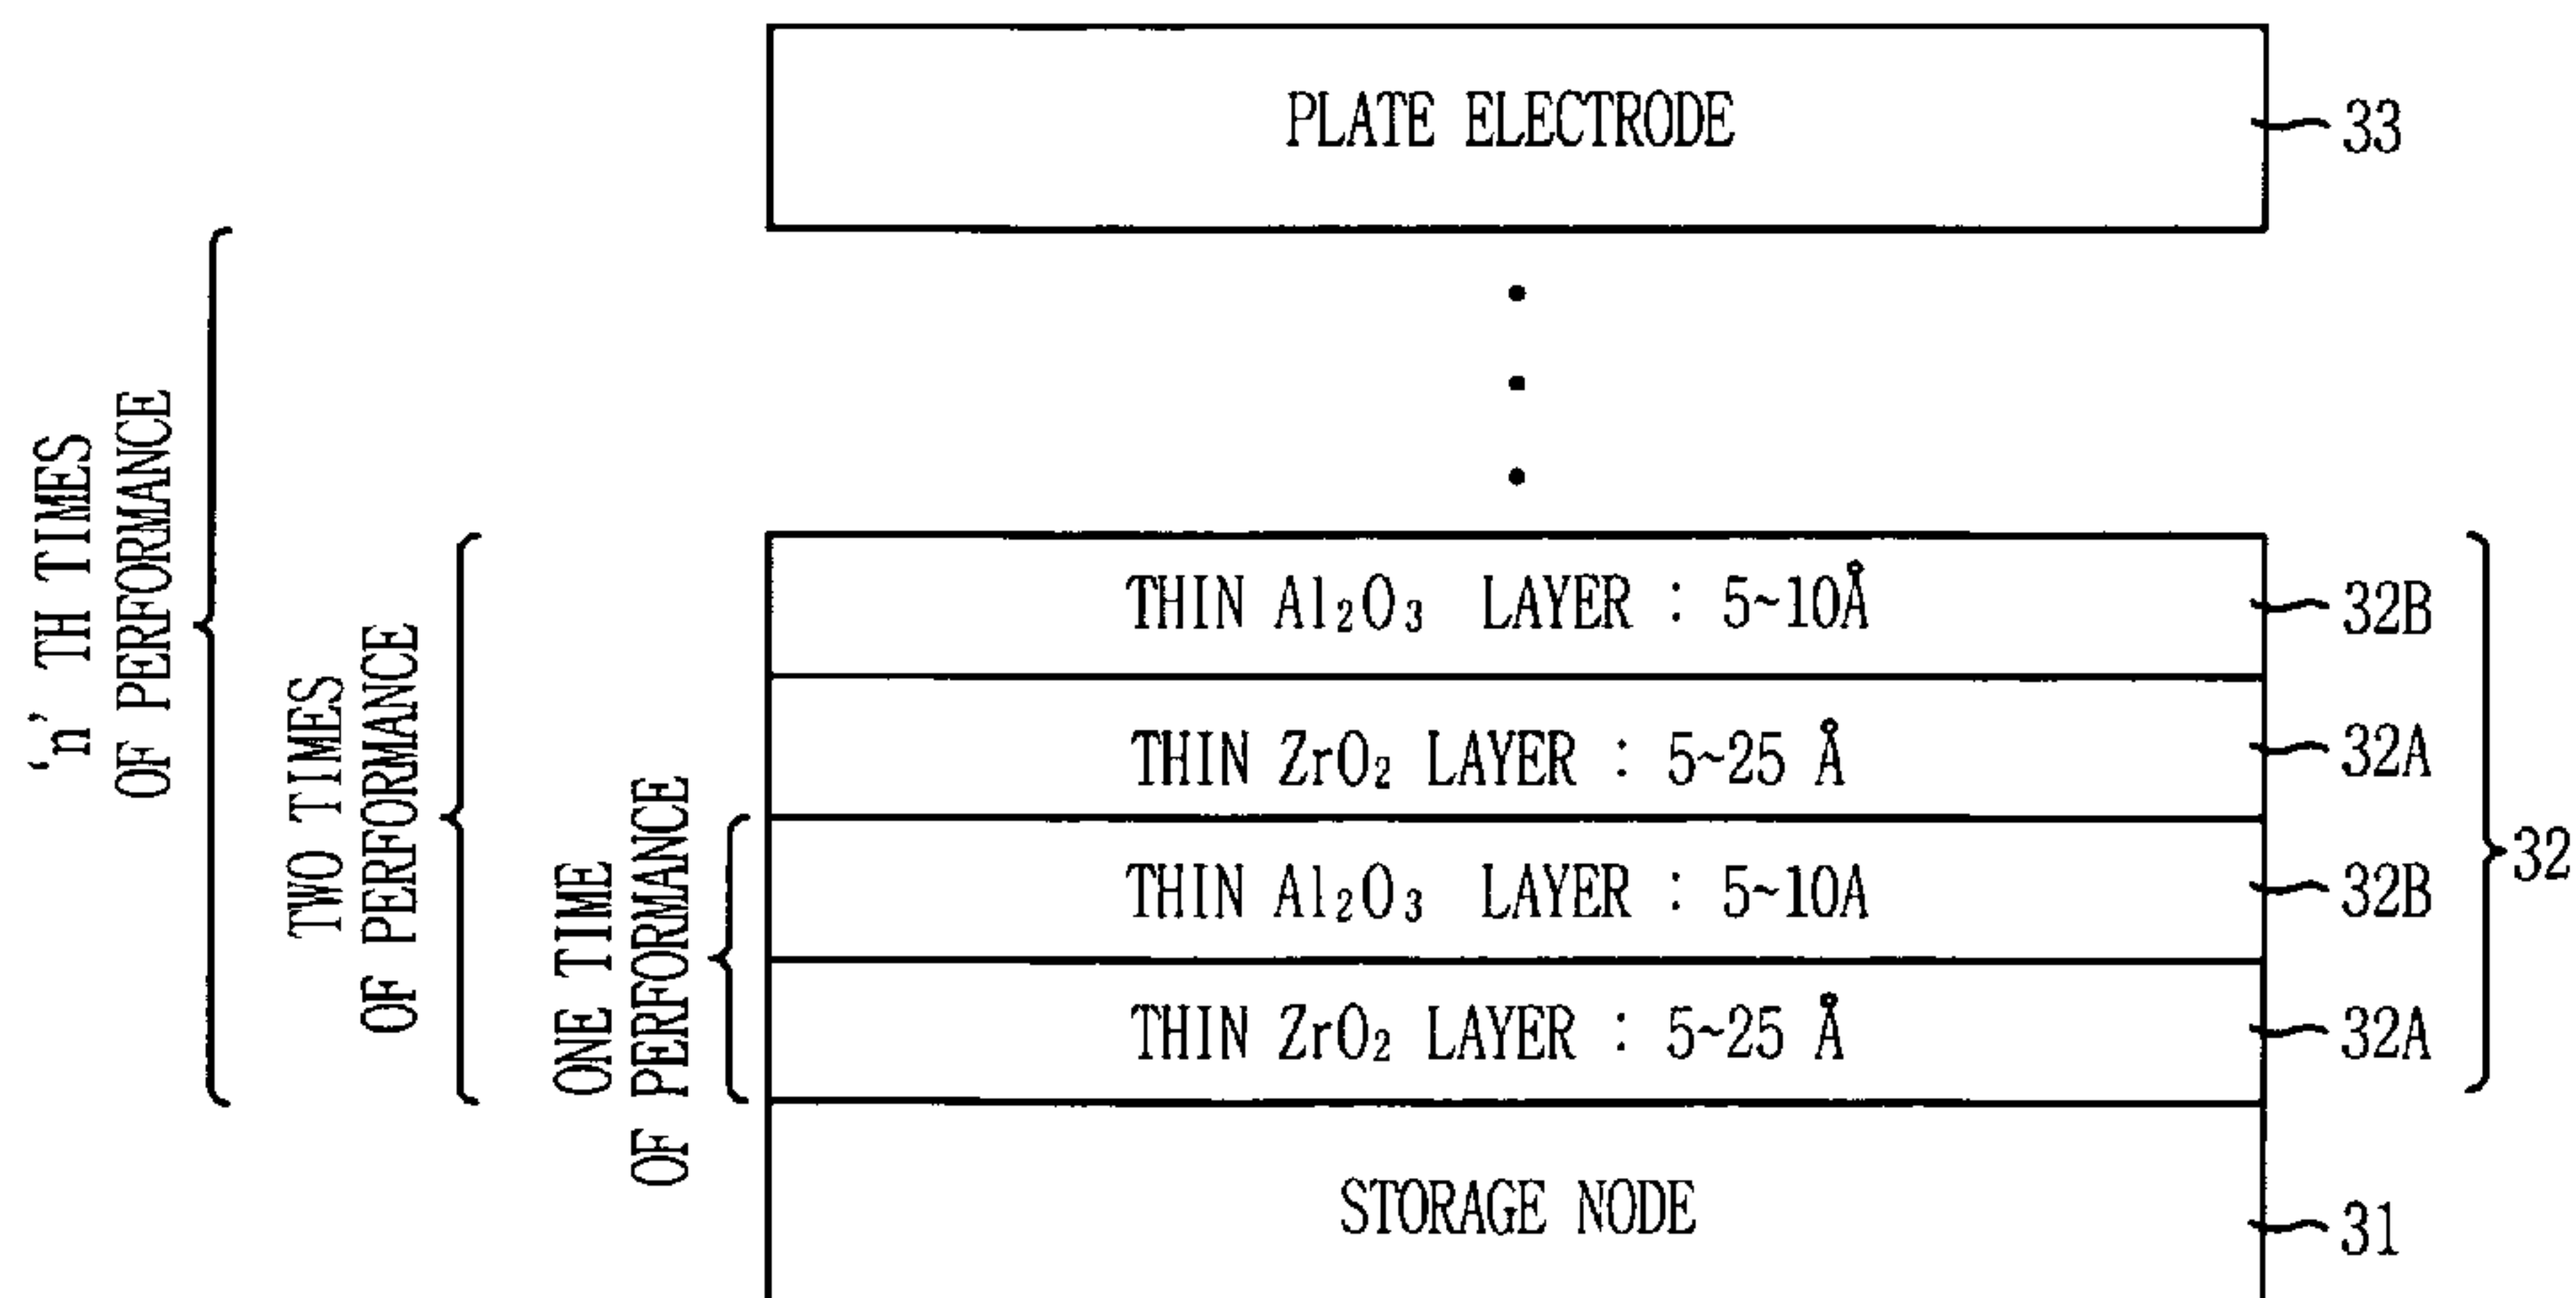 PLATE ELECTRODE
33
'n' TH TIMES
OF PERFORMANCE
TWO TIMES
OF PERFORMANCE
ONE TIME
OF PERFORMANCE
THIN Al₂O₃ LAYER : 5~10Å
32B
THIN ZrO₂ LAYER : 5~25 Å
32A
THIN Al₂O₃ LAYER : 5~10A
32B
THIN ZrO₂ LAYER : 5~25 Å
32A
32
STORAGE NODE
31